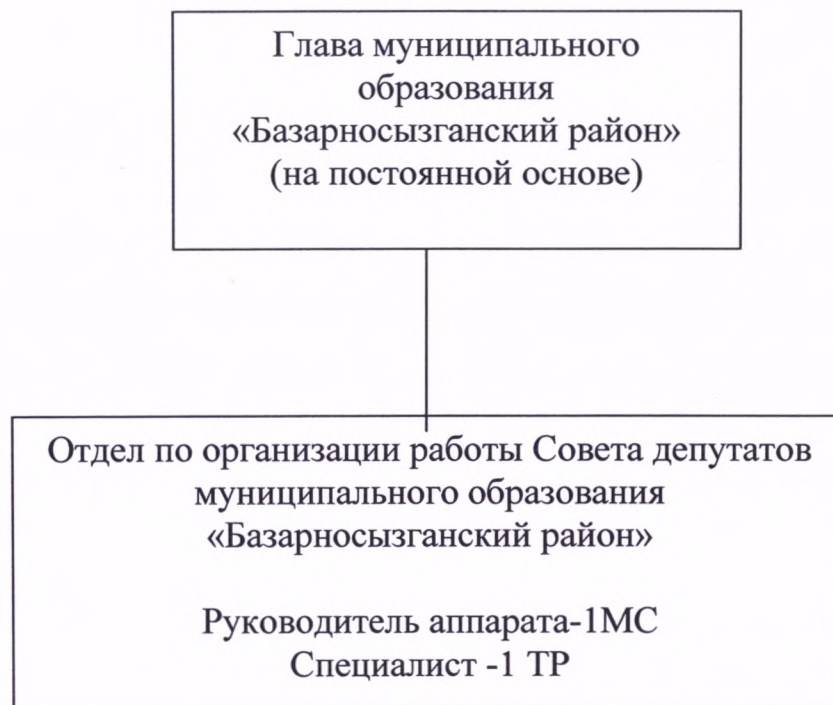 Глава муниципального
образования
«Базарносызганский район»
(на постоянной основе)
Отдел по организации работы Совета депутатов
муниципального образования
«Базарносызганский район»
Руководитель аппарата-1МС
Специалист -1 ТР